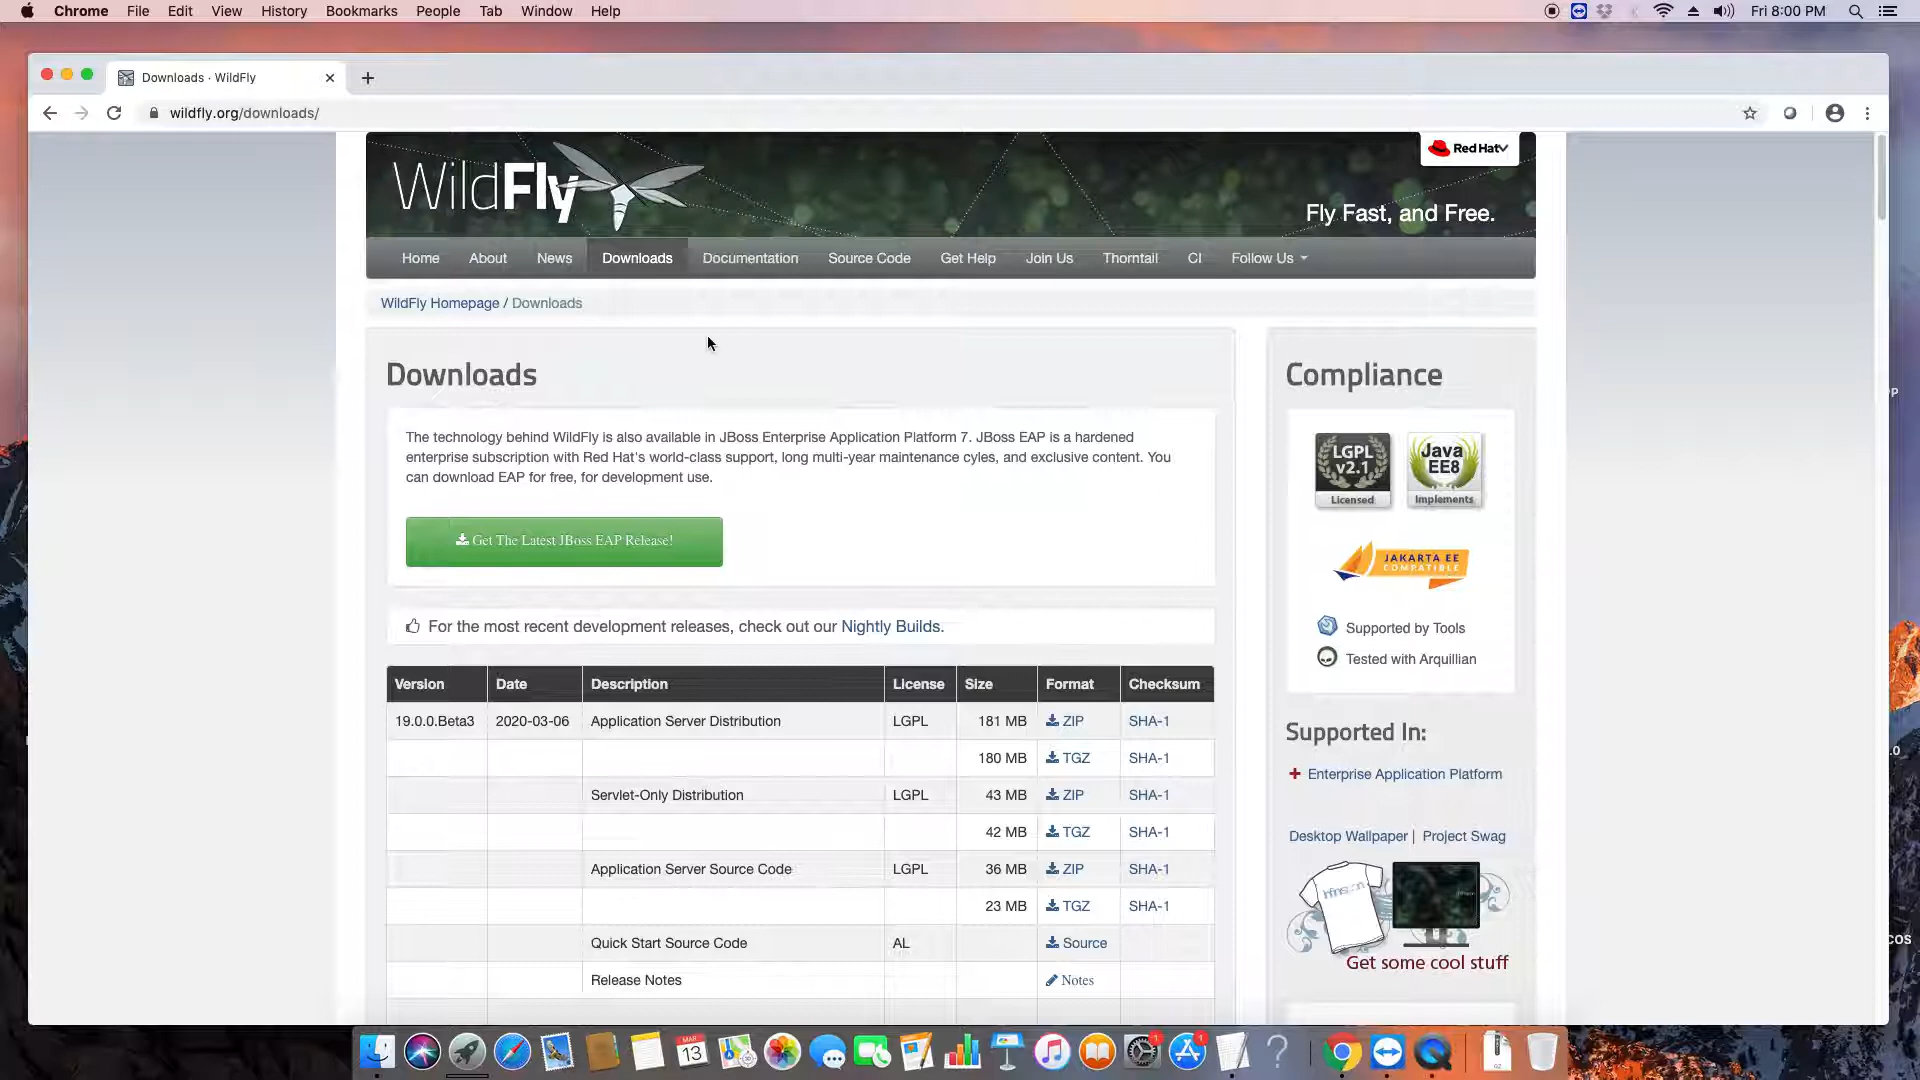 Chrome File Edit View History Bookmarks People Tab Window Help Fri 8:00 PM
Downloads · WildFly
wildfly.org/downloads/
WildFly
Red Hat
Fly Fast, and Free.
Home About News Downloads Documentation Source Code Get Help Join Us Thorntail CI Follow Us
WildFly Homepage / Downloads
Downloads
The technology behind WildFly is also available in JBoss Enterprise Application Platform 7. JBoss EAP is a hardened
enterprise subscription with Red Hat's world-class support, long multi-year maintenance cyles, and exclusive content. You
can download EAP for free, for development use.
Get The Latest JBoss EAP Release!
For the most recent development releases, check out our Nightly Builds.
Version Date Description License Size Format Checksum
19.0.0.Beta3 2020-03-06 Application Server Distribution LGPL 181 MB ZIP SHA-1
180 MB TGZ SHA-1
Servlet-Only Distribution LGPL 43 MB ZIP SHA-1
42 MB TGZ SHA-1
Application Server Source Code LGPL 36 MB ZIP SHA-1
23 MB TGZ SHA-1
Quick Start Source Code AL Source
Release Notes Notes
Compliance
LGPL
v2.1
Licensed
Java
EE8
Implements
JAKARTA EE
COMPATIBLE
Supported by Tools
Tested with Arquillian
Supported In:
Enterprise Application Platform
Desktop Wallpaper | Project Swag
Get some cool stuff
MAR
13